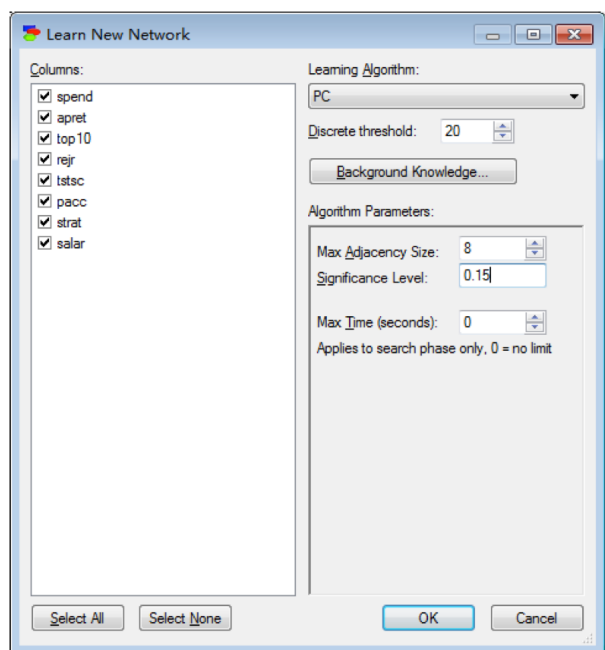 Learn New Network
Columns:
spend
apret
top10
rejr
tstsc
pacc
strat
salar
Select All
Select None
Learning Algorithm:
PC
Discrete threshold: 20
Background Knowledge...
Algorithm Parameters:
Max Adjacency Size: 8
Significance Level: 0.15
Max Time (seconds): 0
Applies to search phase only, 0 = no limit
OK
Cancel